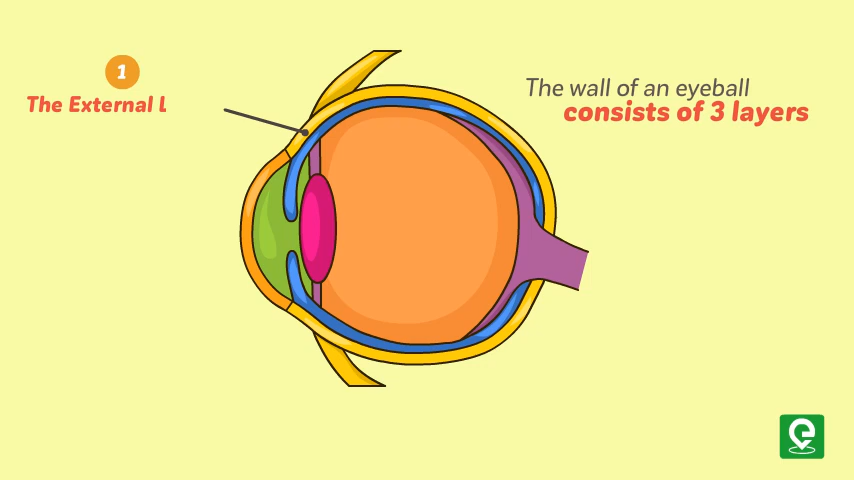 1
The External l
The wall of an eyeball
consists of 3 layers